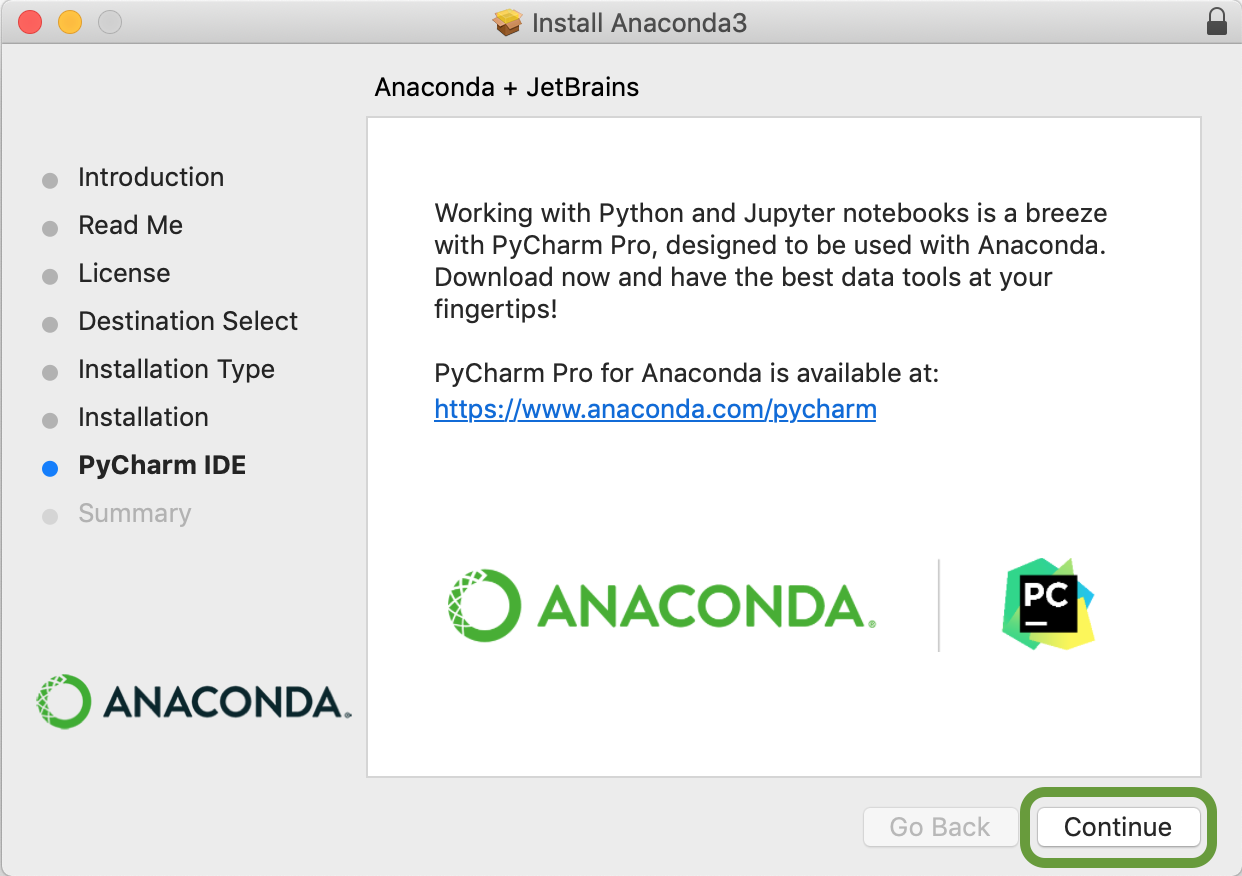 Install Anaconda3
Anaconda + JetBrains
Introduction
Read Me
License
Destination Select
Installation Type
Installation
PyCharm IDE
Summary
ANACONDA®
Working with Python and Jupyter notebooks is a breeze
with PyCharm Pro, designed to be used with Anaconda.
Download now and have the best data tools at your
fingertips!
PyCharm Pro for Anaconda is available at:
https://www.anaconda.com/pycharm
ANACONDA®
PC
Go Back
Continue